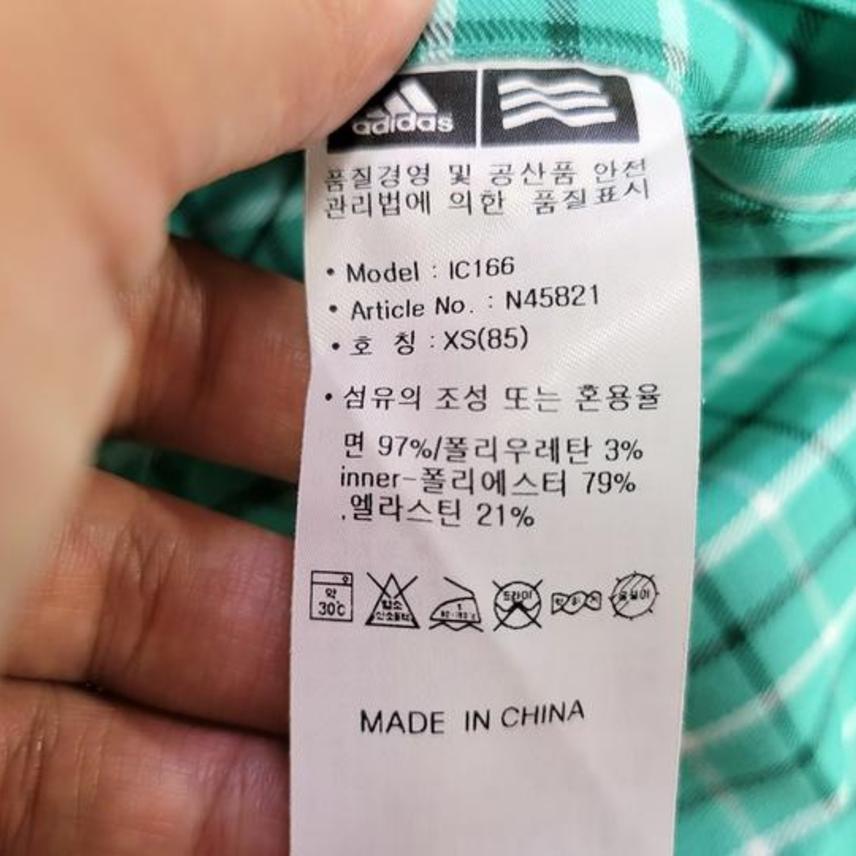 adidas
품질경영 및 공산품 안전
관리법에 의한 품질표시
• Model : IC166
• Article No. : N45821
• 호 칭 : XS(85)
• 섬유의 조성 또는 혼용율
면 97%/폴리우레탄 3%
inner-폴리에스터 79%
.엘라스틴 21%
약 30℃ 드라이
MADE IN CHINA